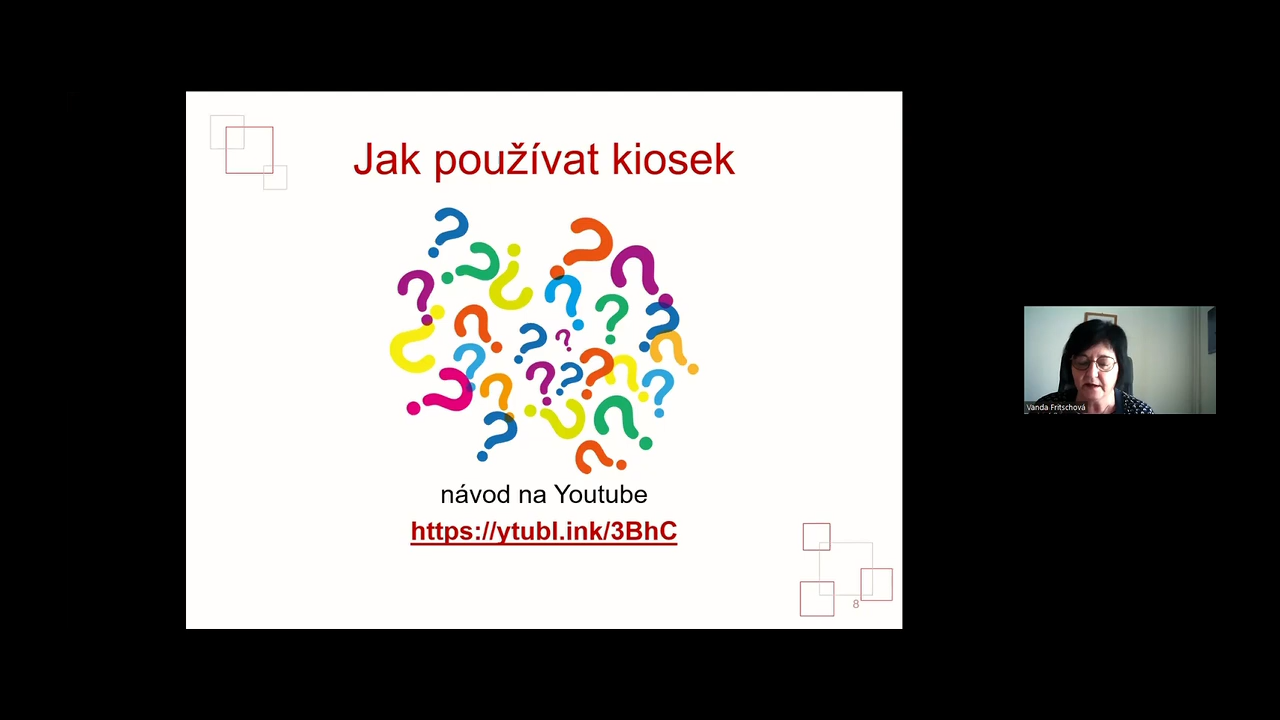 Jak používat kiosek
návod na Youtube
https://ytubl.ink/3BhC
8
Vanda Fritschová